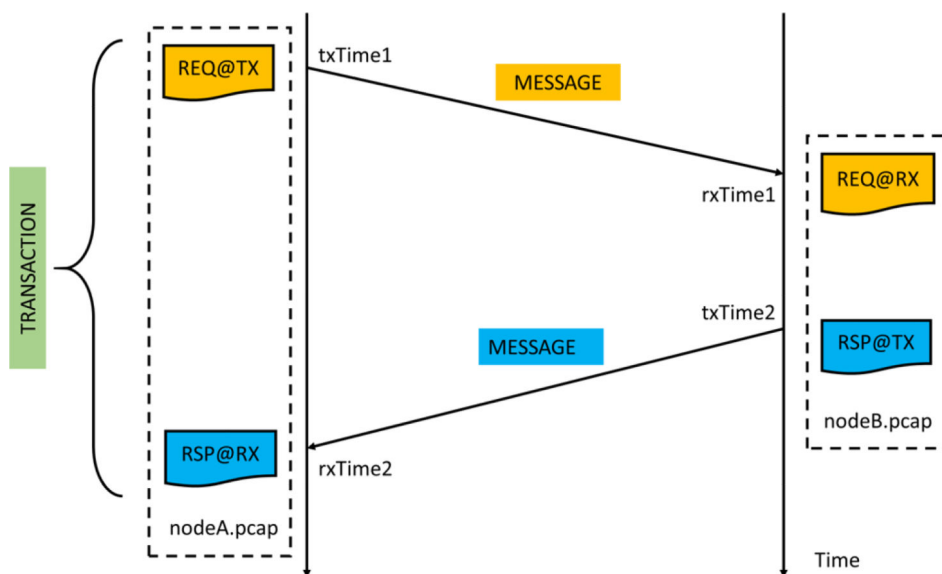 REQ@TX
txTime1
MESSAGE
REQ@RX
rxTime1
TRANSACTION
txTime2
MESSAGE
RSP@TX
nodeB.pcap
RSP@RX
rxTime2
nodeA.pcap
Time